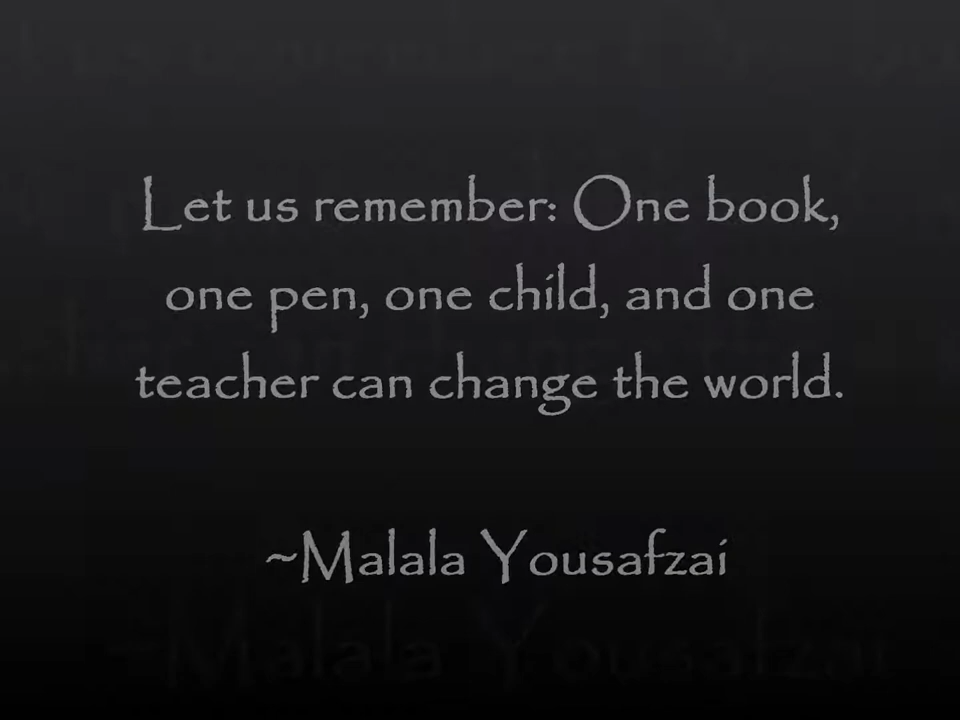 Let us remember: One book,
one pen, one child, and one
teacher can change the world.
~Malala Yousafzai